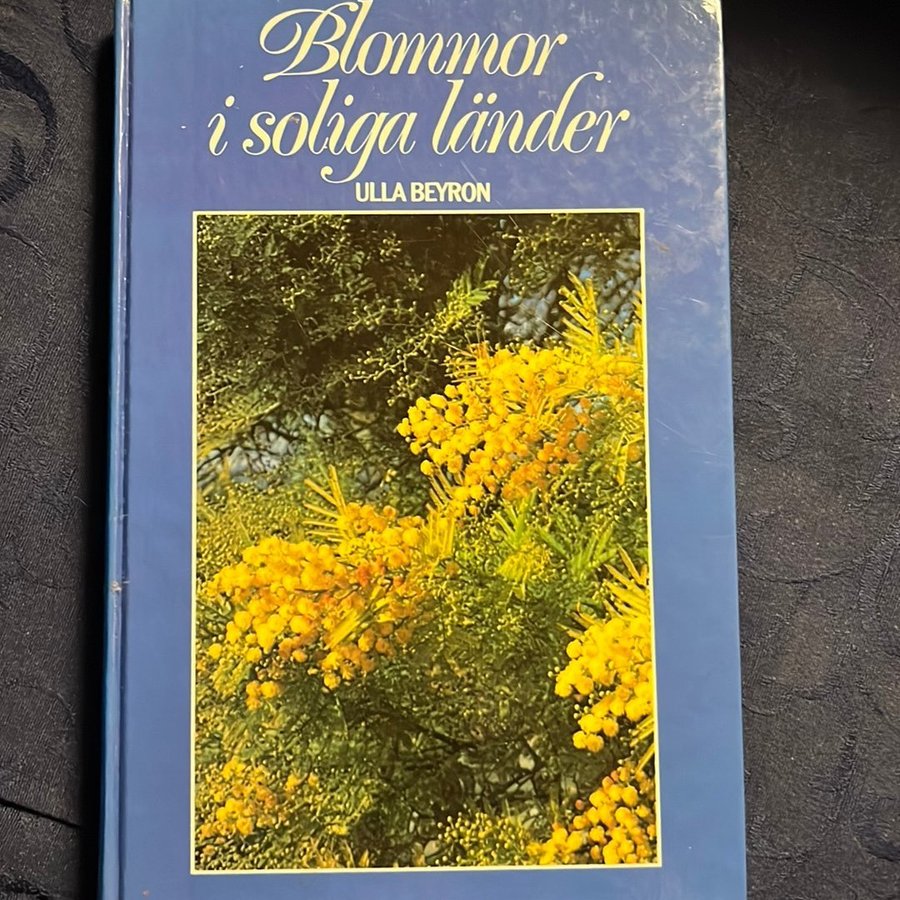 Blommor
i soliga länder
ULLA BEYRON